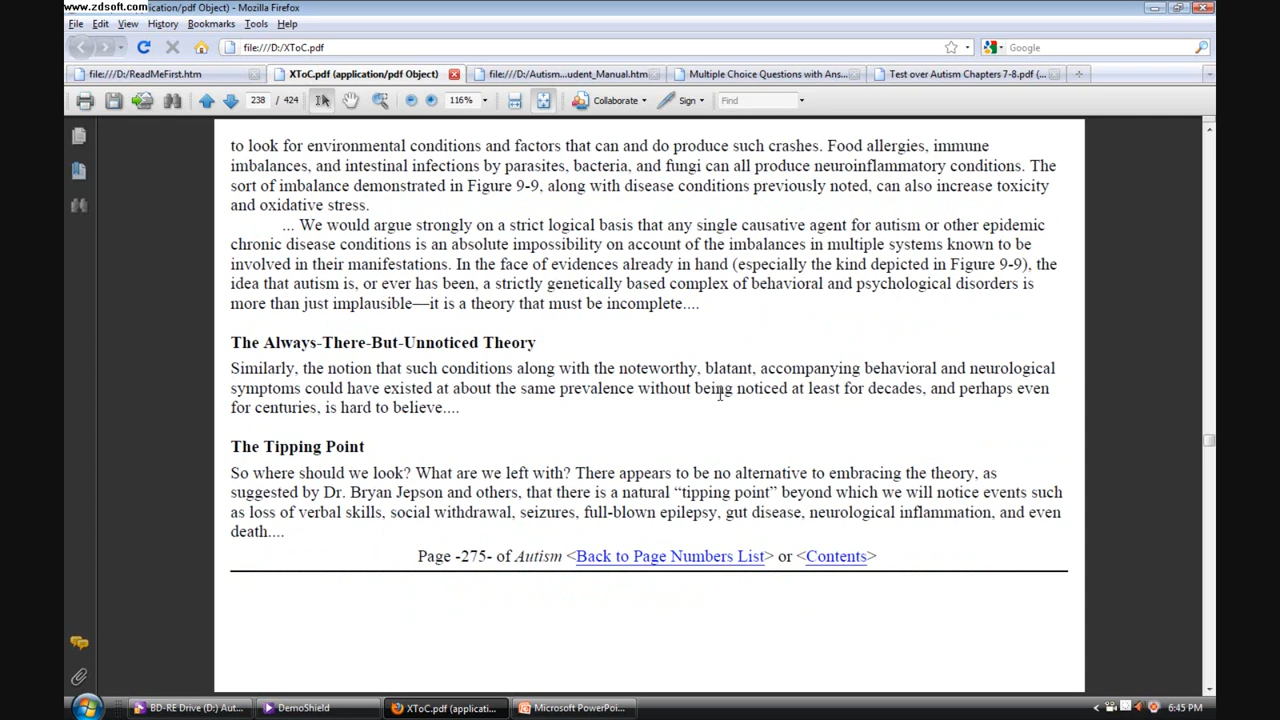 www.zdsoft.com ication/pdf Object) - Mozilla Firefox
File Edit View History Bookmarks Tools Help
file:///D:/XToC.pdf
Google
file:///D:/ReadMeFirst.htm
XToC.pdf (application/pdf Object)
file:///D:/Autism...udent_Manual.htm
Multiple Choice Questions with Ans...
Test over Autism Chapters 7-8.pdf (...
238 / 424 116% Collaborate Sign Find
to look for environmental conditions and factors that can and do produce such crashes. Food allergies, immune
imbalances, and intestinal infections by parasites, bacteria, and fungi can all produce neuroinflammatory conditions. The
sort of imbalance demonstrated in Figure 9-9, along with disease conditions previously noted, can also increase toxicity
and oxidative stress.
... We would argue strongly on a strict logical basis that any single causative agent for autism or other epidemic
chronic disease conditions is an absolute impossibility on account of the imbalances in multiple systems known to be
involved in their manifestations. In the face of evidences already in hand (especially the kind depicted in Figure 9-9), the
idea that autism is, or ever has been, a strictly genetically based complex of behavioral and psychological disorders is
more than just implausible—it is a theory that must be incomplete....
The Always-There-But-Unnoticed Theory
Similarly, the notion that such conditions along with the noteworthy, blatant, accompanying behavioral and neurological
symptoms could have existed at about the same prevalence without being noticed at least for decades, and perhaps even
for centuries, is hard to believe....
The Tipping Point
So where should we look? What are we left with? There appears to be no alternative to embracing the theory, as
suggested by Dr. Bryan Jepson and others, that there is a natural “tipping point” beyond which we will notice events such
as loss of verbal skills, social withdrawal, seizures, full-blown epilepsy, gut disease, neurological inflammation, and even
death....
Page -275- of Autism <Back to Page Numbers List> or <Contents>
BD-RE Drive (D:) Aut...
DemoShield
XToC.pdf (applicati...
Microsoft PowerPoi...
6:45 PM